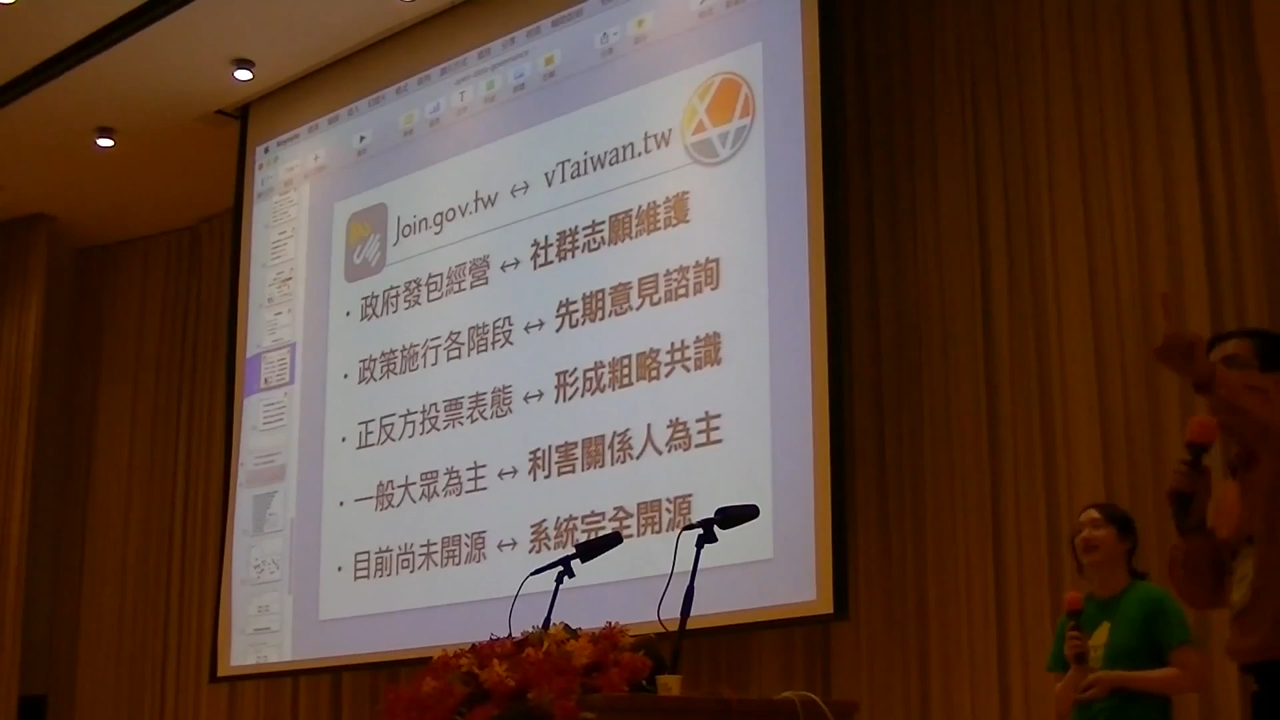 Join.gov.tw ↔ vTaiwan.tw
・政府發包經營 ↔ 社群志願維護
・政策施行各階段 ↔ 先期意見諮詢
・正反方投票表態 ↔ 形成粗略共識
・一般大眾為主 ↔ 利害關係人為主
・目前尚未開源 ↔ 系統完全開源